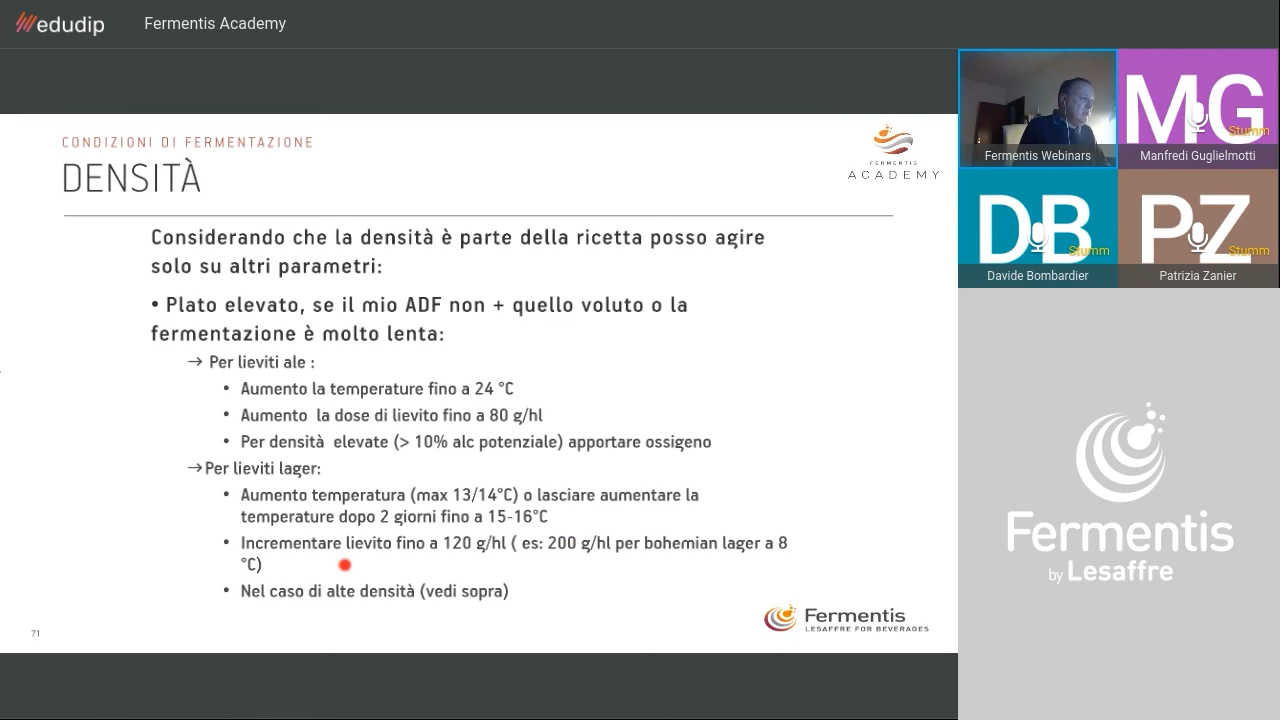 edudip
Fermentis Academy
CONDIZIONI DI FERMENTAZIONE
DENSITÀ
FERMENTIS
ACADEMY
Considerando che la densità è parte della ricetta posso agire
solo su altri parametri:
• Plato elevato, se il mio ADF non + quello voluto o la
fermentazione è molto lenta:
→ Per lieviti ale :
• Aumento la temperature fino a 24 °C
• Aumento  la dose di lievito fino a 80 g/hl
• Per densità  elevate (> 10% alc potenziale) apportare ossigeno
→Per lieviti lager:
• Aumento temperatura (max 13/14°C) o lasciare aumentare la
temperature dopo 2 giorni fino a 15-16°C
• Incrementare lievito fino a 120 g/hl ( es: 200 g/hl per bohemian lager a 8
°C)
• Nel caso di alte densità (vedi sopra)
71
Fermentis
LESAFFRE FOR BEVERAGES
Fermentis Webinars
MG
Stumm
Manfredi Guglielmotti
DB
Stumm
Davide Bombardier
PZ
Stumm
Patrizia Zanier
Fermentis
by Lesaffre